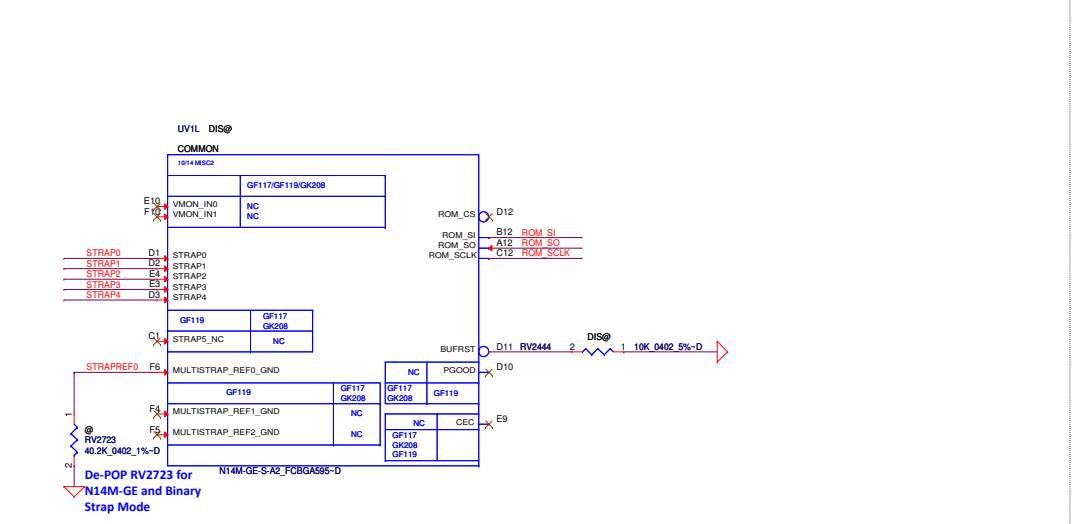 UV1L DIS@
COMMON
10/14 MISC2
GF117/GF119/GK208
E10 VMON_IN0 NC
F10 VMON_IN1 NC
ROM_CS D12
ROM_SI B12 ROM_SI
ROM_SO A12 ROM_SO
ROM_SCLK C12 ROM_SCLK
STRAP0 D1 STRAP0
STRAP1 D2 STRAP1
STRAP2 E4 STRAP2
STRAP3 E3 STRAP3
STRAP4 D3 STRAP4
GF119 GF117
GK208
C1 STRAP5_NC NC
DIS@
BUFRST D11 RV2444 2 1 10K_0402_5%~D
STRAPREF0 F6 MULTISTRAP_REF0_GND
NC PGOOD D10
GF119 GF117
GK208
GF117
GK208 GF119
F4 MULTISTRAP_REF1_GND NC
F5 MULTISTRAP_REF2_GND NC
NC CEC E9
GF117
GK208
GF119
1
@
RV2723
40.2K_0402_1%~D
2
N14M-GE-S-A2_FCBGA595~D
De-POP RV2723 for
N14M-GE and Binary
Strap Mode